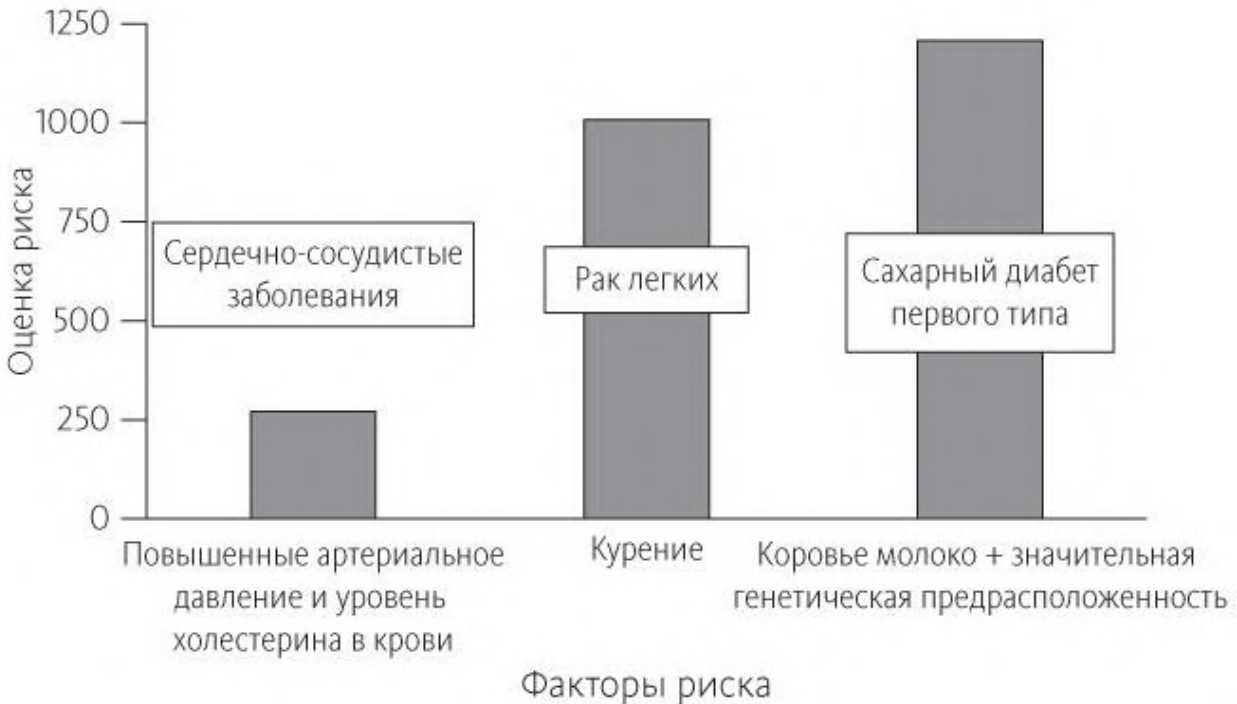 1250
1000
750
500
250
0
Оценка риска
Сердечно-сосудистые
заболевания
Рак легких
Сахарный диабет
первого типа
Повышенные артериальное
давление и уровень
холестерина в крови
Курение
Коровье молоко + значительная
генетическая предрасположенность
Факторы риска